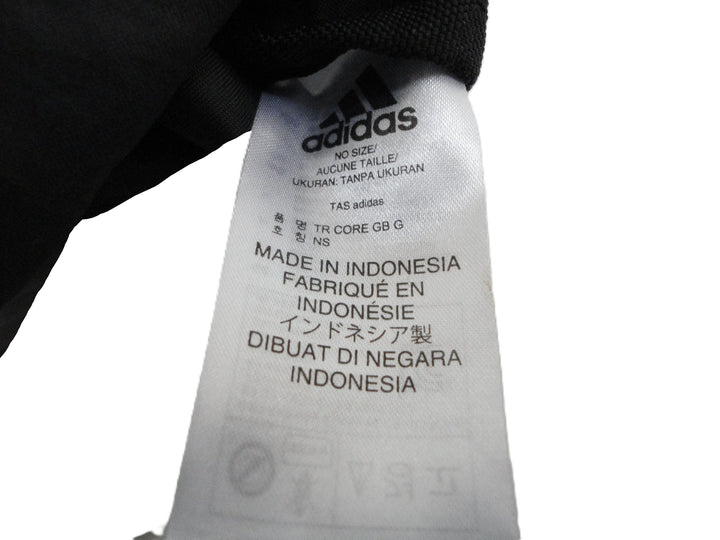 adidas
NO SIZE/
AUCUNE TAILLE/
UKURAN: TANPA UKURAN
TAS adidas
품 명 TR CORE GB G
호 칭 NS
MADE IN INDONESIA
FABRIQUÉ EN
INDONÉSIE
インドネシア製
DIBUAT DI NEGARA
INDONESIA